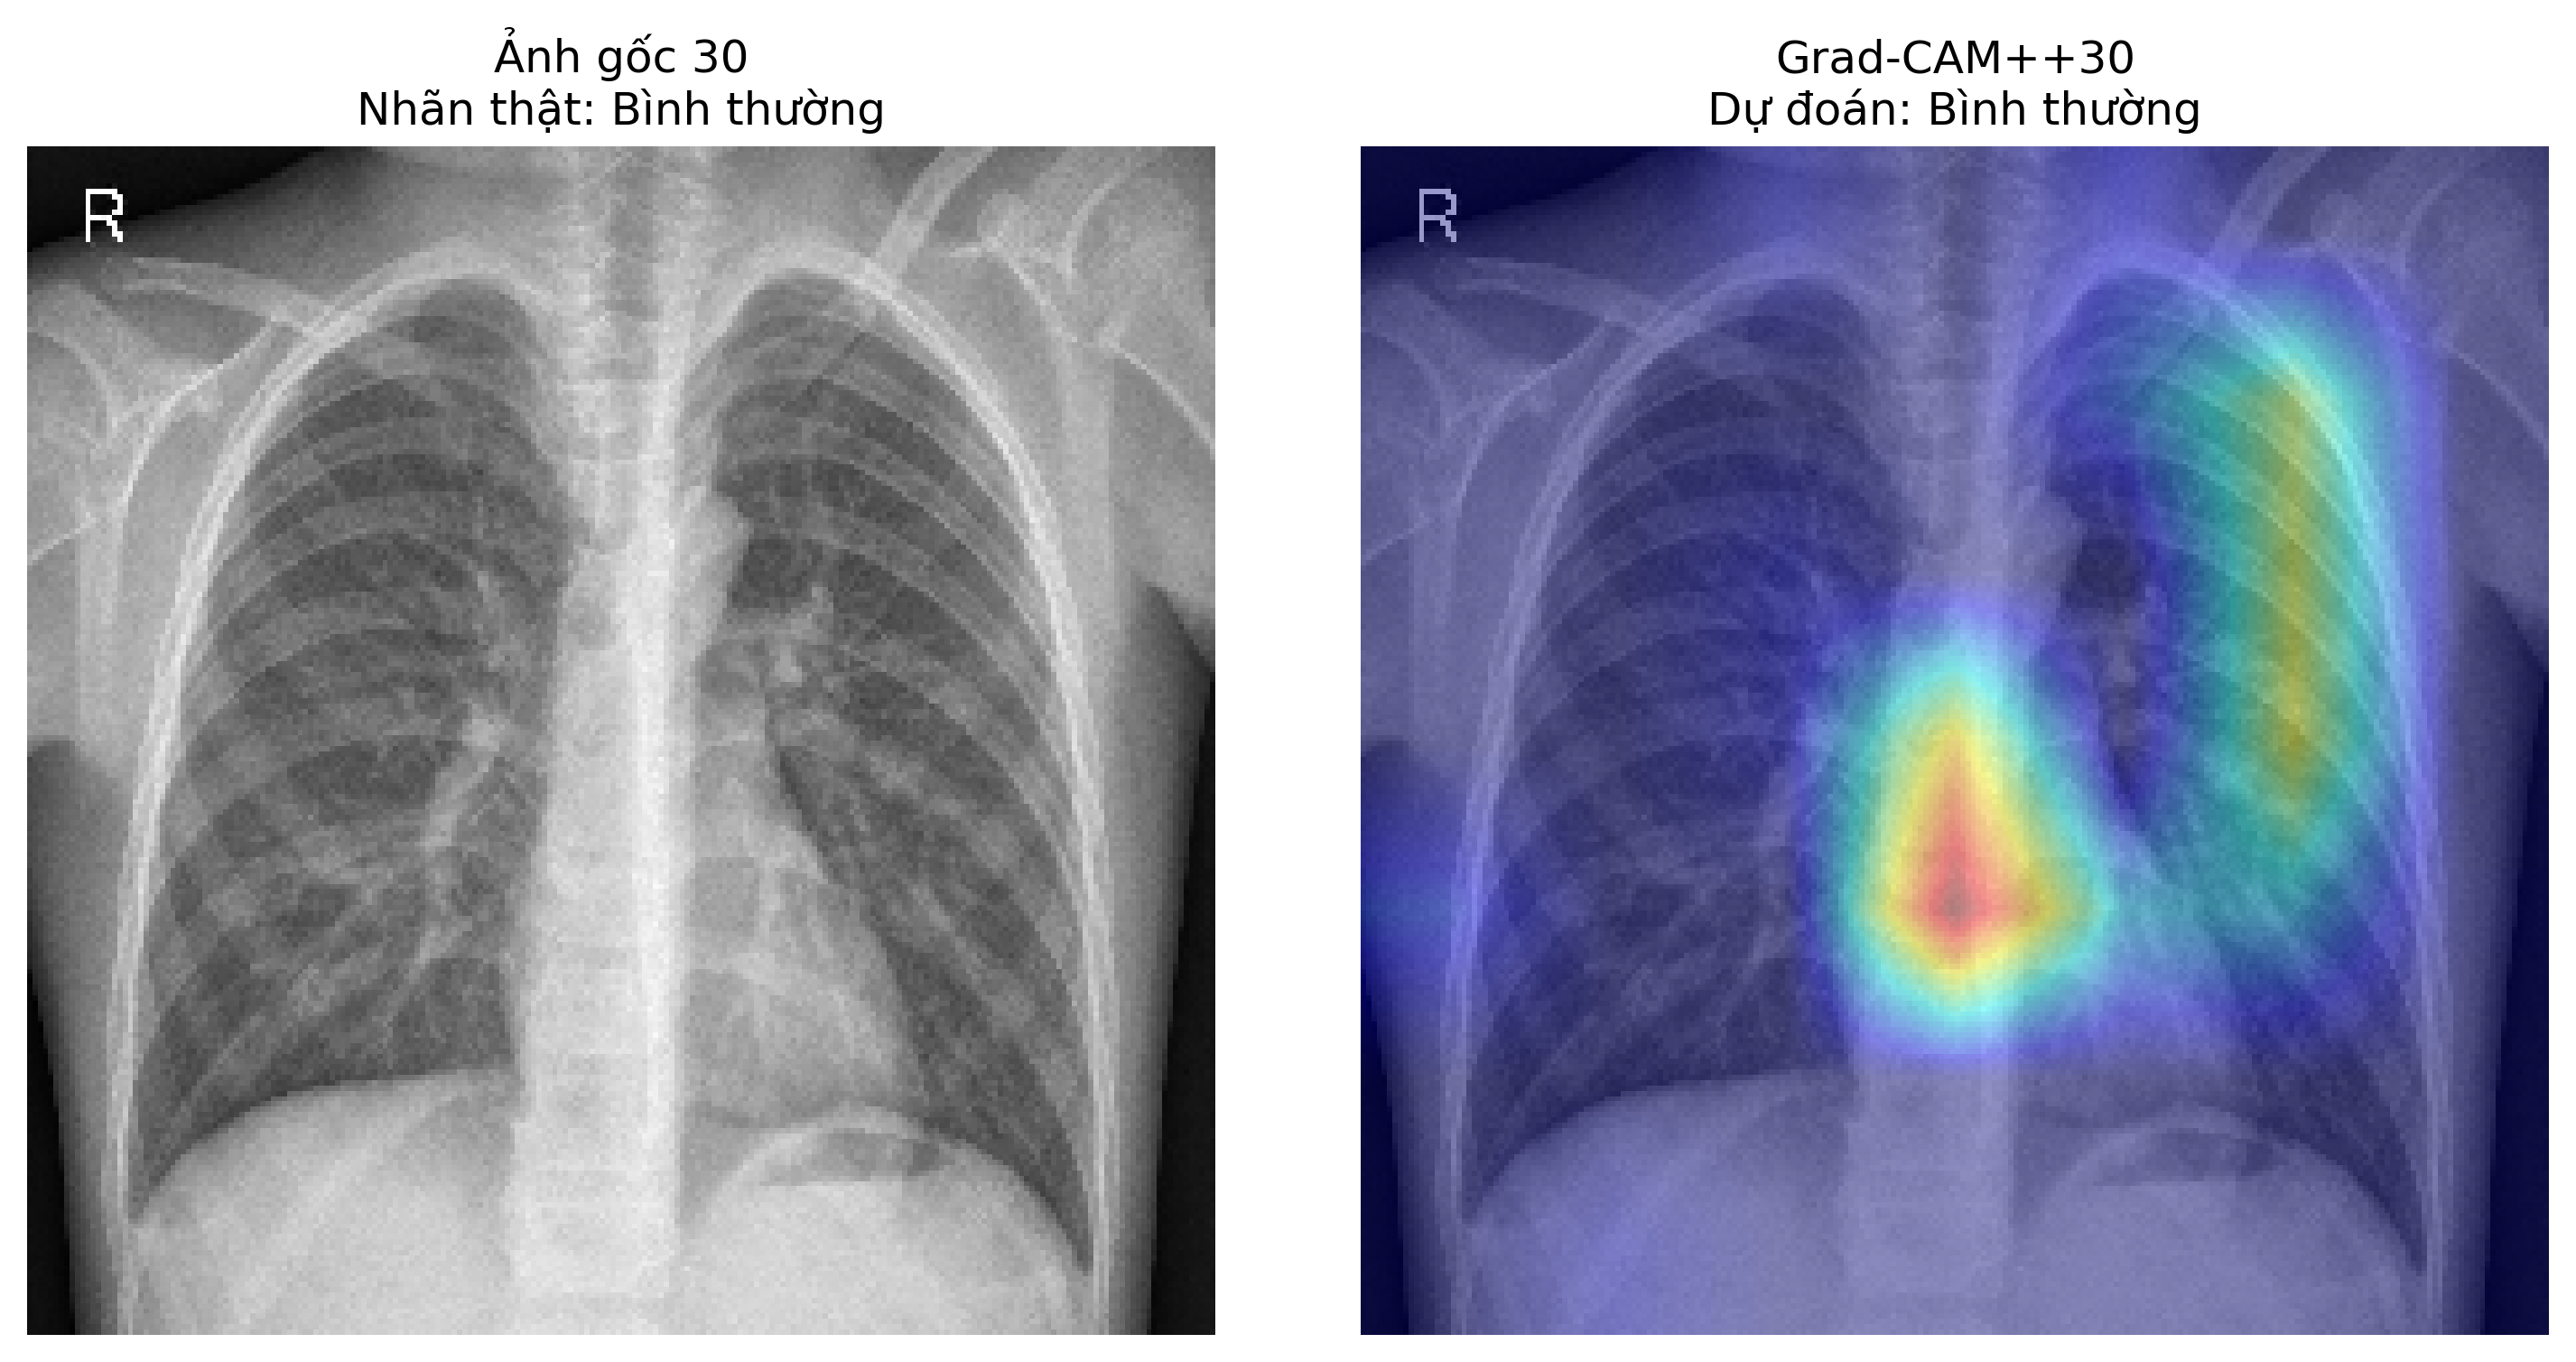 Ảnh gốc 30
Nhãn thật: Bình thường
R
Grad-CAM++30
Dự đoán: Bình thường
R